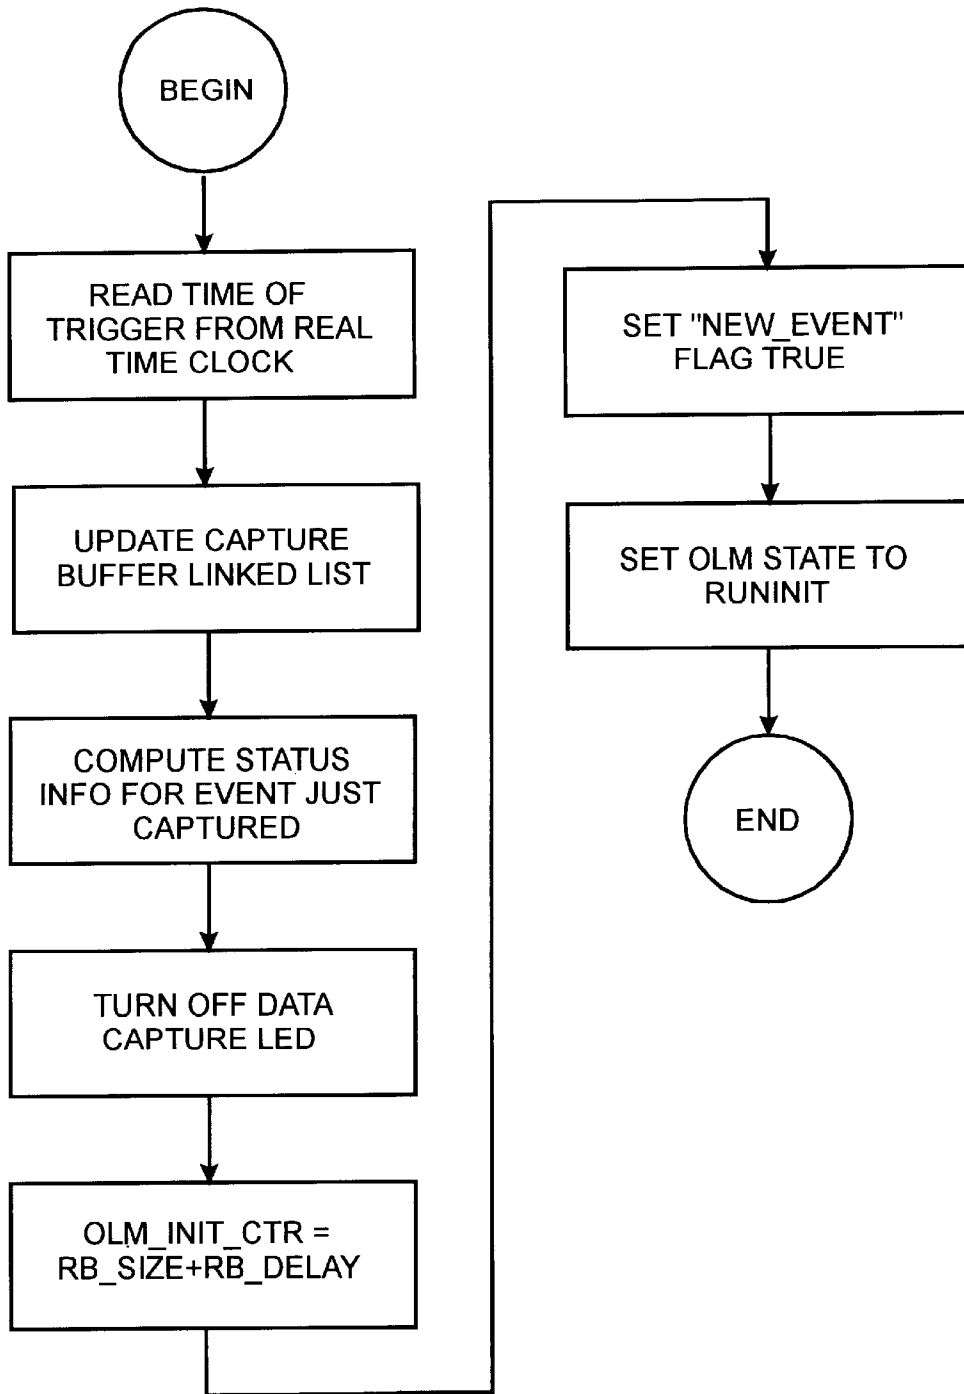 BEGIN
READ TIME OF
TRIGGER FROM REAL
TIME CLOCK
UPDATE CAPTURE
BUFFER LINKED LIST
COMPUTE STATUS
INFO FOR EVENT JUST
CAPTURED
TURN OFF DATA
CAPTURE LED
OLM_INIT_CTR =
RB_SIZE+RB_DELAY
SET "NEW_EVENT"
FLAG TRUE
SET OLM STATE TO
RUNINIT
END